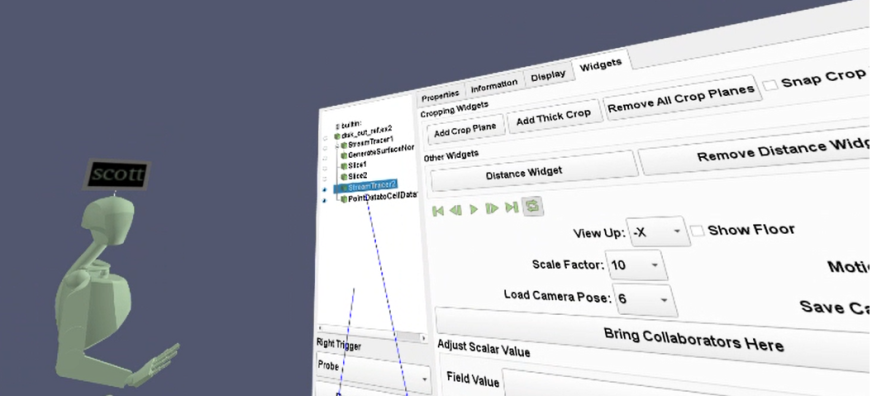 scott
Properties
Information
Display
Widgets
builtin:
disk_out_ref.ex2
StreamTracer1
GenerateSurfaceNor
Slice1
Slice2
StreamTracer2
PointDatatoCellData
Cropping Widgets
Add Crop Plane
Add Thick Crop
Remove All Crop Planes
Snap Crop
Other Widgets
Distance Widget
Remove Distance Widg
View Up: -X
Show Floor
Scale Factor: 10
Motio
Load Camera Pose: 6
Save Ca
Bring Collaborators Here
Right Trigger
Probe
Adjust Scalar Value
Field Value